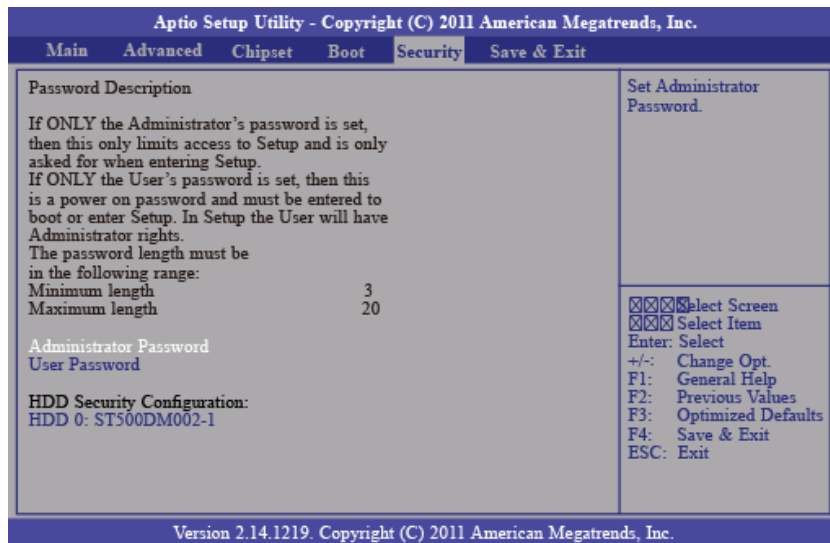 Aptio Setup Utility - Copyright (C) 2011 American Megatrends, Inc.
Main Advanced Chipset Boot Security Save & Exit
Password Description
If ONLY the Administrator's password is set,
then this only limits access to Setup and is only
asked for when entering Setup.
If ONLY the User's password is set, then this
is a power on password and must be entered to
boot or enter Setup. In Setup the User will have
Administrator rights.
The password length must be
in the following range:
Minimum length 3
Maximum length 20
Administrator Password
User Password
HDD Security Configuration:
HDD 0: ST500DM002-1
Set Administrator
Password.
Select Screen
Select Item
Enter: Select
+/-: Change Opt.
F1: General Help
F2: Previous Values
F3: Optimized Defaults
F4: Save & Exit
ESC: Exit
Version 2.14.1219. Copyright (C) 2011 American Megatrends, Inc.